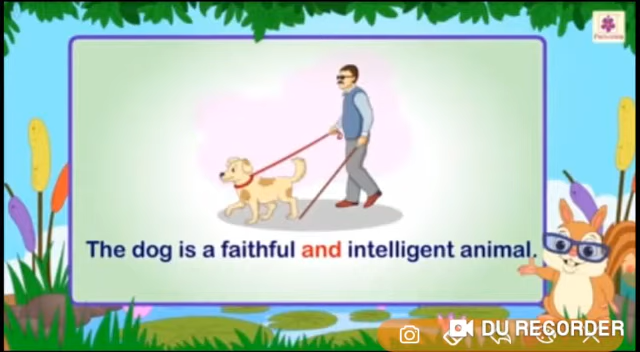 The dog is a faithful and intelligent animal.
DU RECORDER